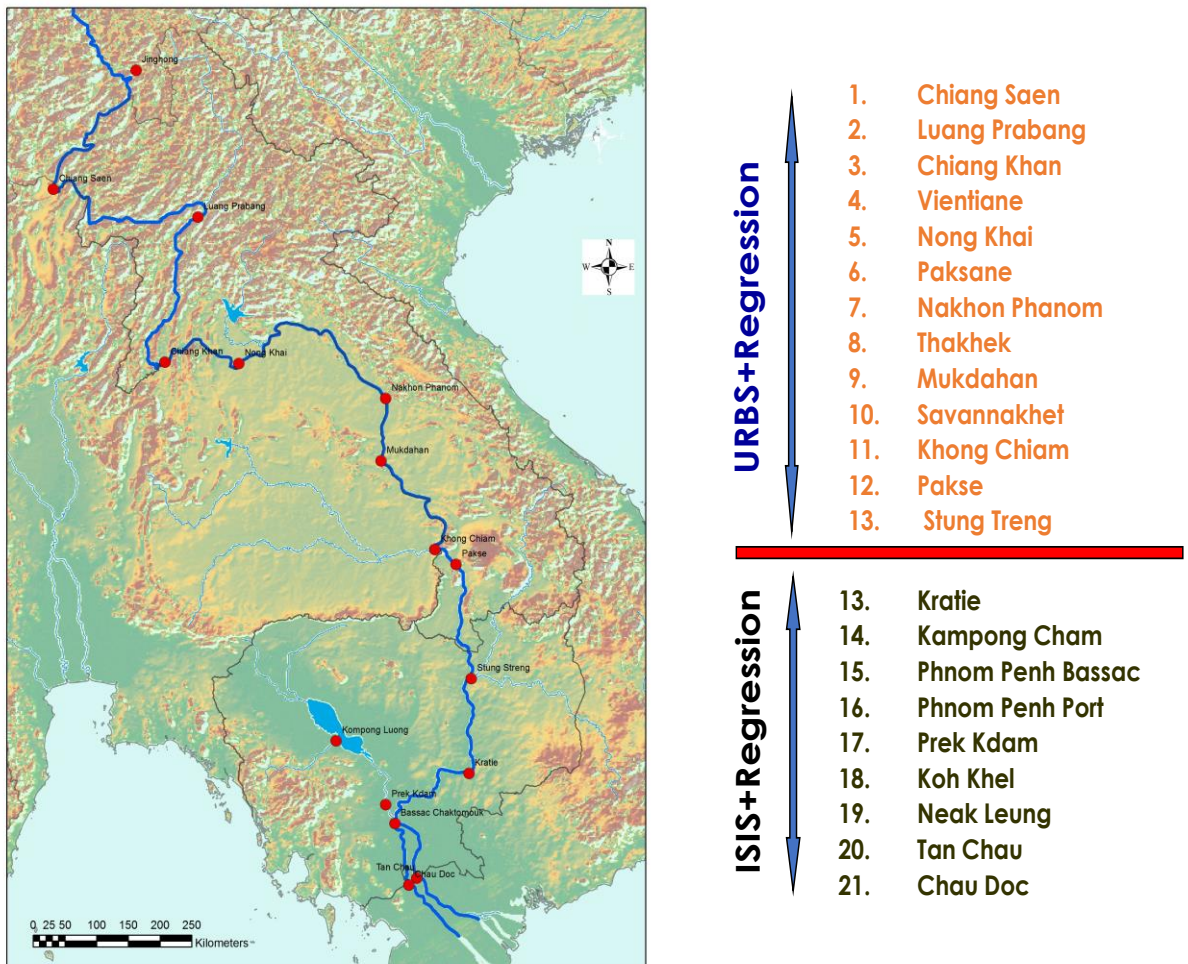 Jinghong
Chiang Saen
Luang Prabang
N
W E
S
Chiang Khan
Nong Khai
Nakhon Phanom
Mukdahan
Khong Chiam
Pakse
Stung Streng
Kompong Luong
Kratie
Prek Kdam
Bassac Chaktomouk
Tan Chau
Chau Doc
0 25 50 100 150 200 250
Kilometers
URBS+Regression
1. Chiang Saen
2. Luang Prabang
3. Chiang Khan
4. Vientiane
5. Nong Khai
6. Paksane
7. Nakhon Phanom
8. Thakhek
9. Mukdahan
10. Savannakhet
11. Khong Chiam
12. Pakse
13. Stung Treng
ISIS+Regression
13. Kratie
14. Kampong Cham
15. Phnom Penh Bassac
16. Phnom Penh Port
17. Prek Kdam
18. Koh Khel
19. Neak Leung
20. Tan Chau
21. Chau Doc